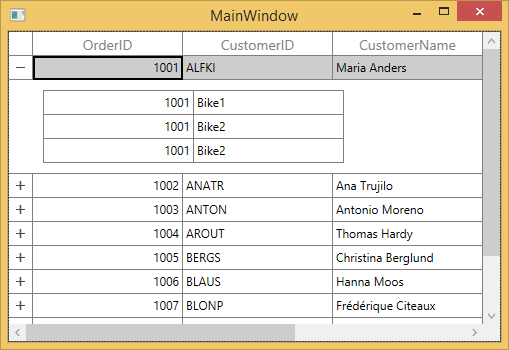 MainWindow
OrderID CustomerID CustomerName
1001 ALFKI Maria Anders
1001 Bike1
1001 Bike2
1001 Bike2
1002 ANATR Ana Trujilo
1003 ANTON Antonio Moreno
1004 AROUT Thomas Hardy
1005 BERGS Christina Berglund
1006 BLAUS Hanna Moos
1007 BLONP Frédérique Citeaux